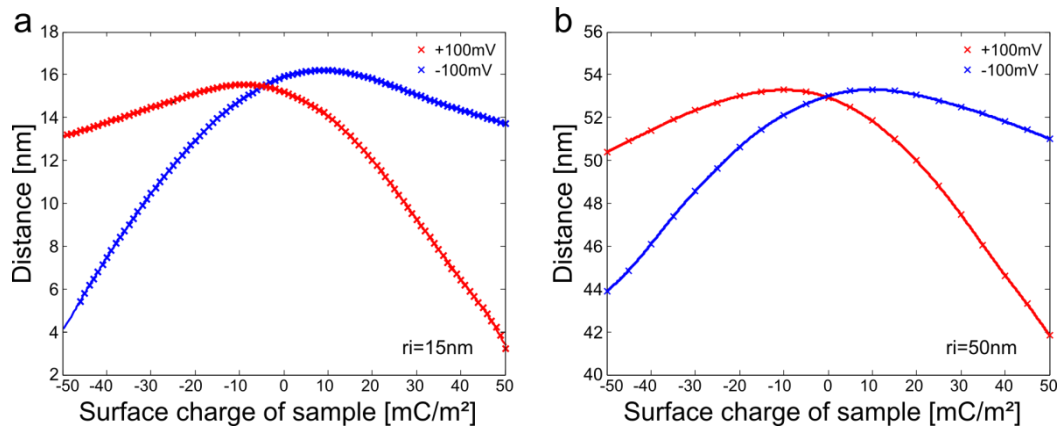 a
18
16
14
12
10
8
6
4
2
Distance [nm]
× +100mV
× -100mV
ri=15nm
-50 -40 -30 -20 -10 0 10 20 30 40 50
Surface charge of sample [mC/m²]
b
56
54
52
50
48
46
44
42
40
Distance [nm]
× +100mV
× -100mV
ri=50nm
-50 -40 -30 -20 -10 0 10 20 30 40 50
Surface charge of sample [mC/m²]